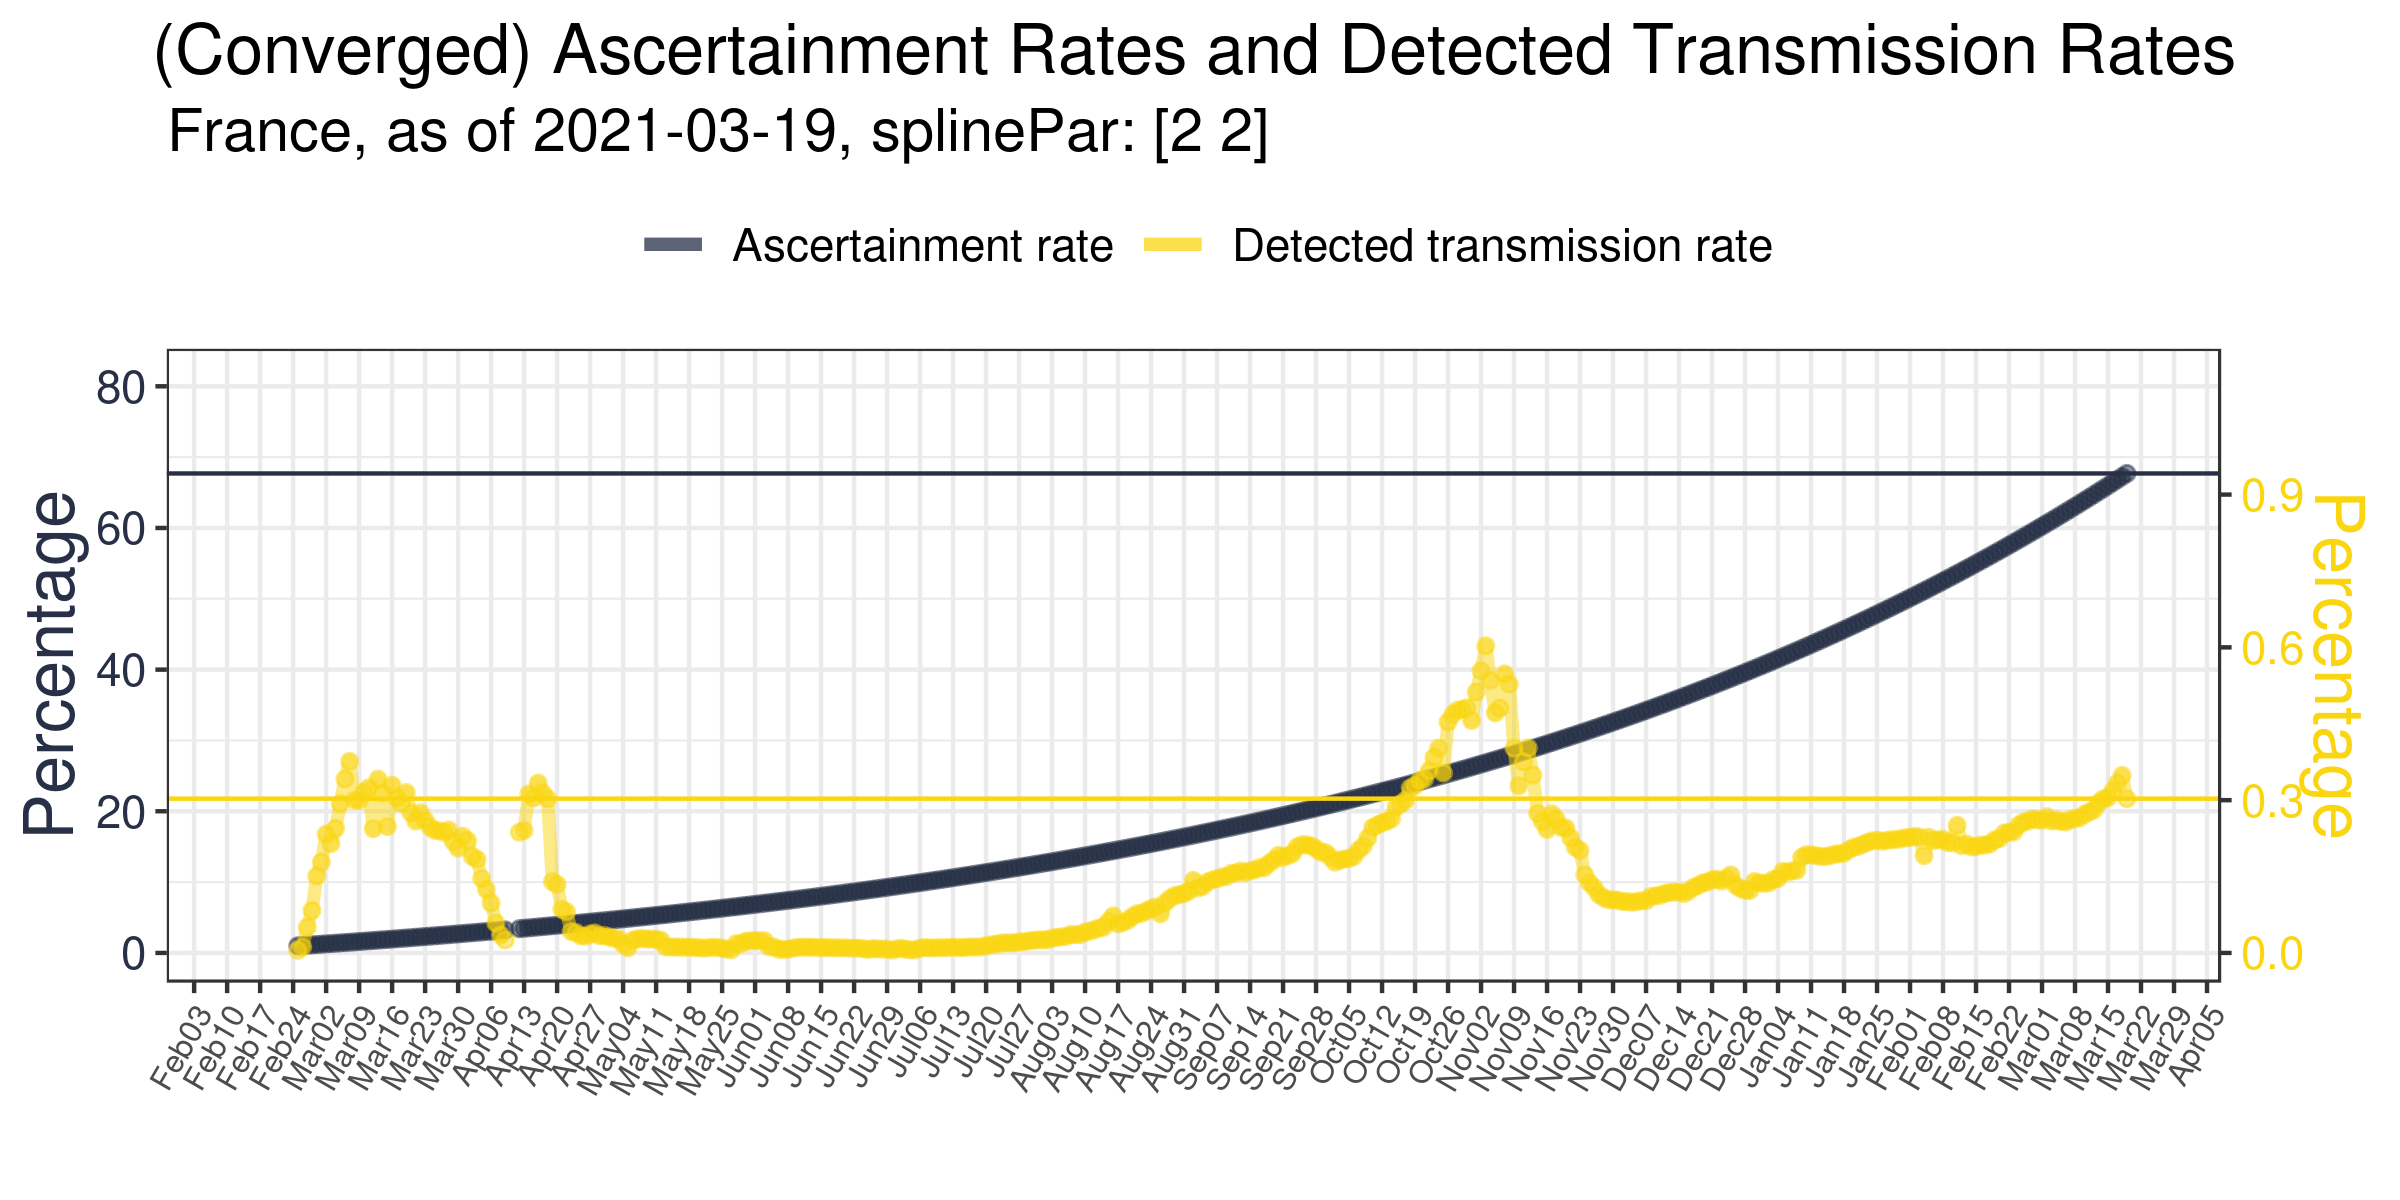 (Converged) Ascertainment Rates and Detected Transmission Rates
France, as of 2021-03-19, splinePar: [2 2]
Ascertainment rate
Detected transmission rate
Percentage
80
60
40
20
0
0.9
0.6
0.3
0.0
Percentage
Feb03
Feb10
Feb17
Feb24
Mar02
Mar09
Mar16
Mar23
Mar30
Apr06
Apr13
Apr20
Apr27
May04
May11
May18
May25
Jun01
Jun08
Jun15
Jun22
Jun29
Jul06
Jul13
Jul20
Jul27
Aug03
Aug10
Aug17
Aug24
Aug31
Sep07
Sep14
Sep21
Sep28
Oct05
Oct12
Oct19
Oct26
Nov02
Nov09
Nov16
Nov23
Nov30
Dec07
Dec14
Dec21
Dec28
Jan04
Jan11
Jan18
Jan25
Feb01
Feb08
Feb15
Feb22
Mar01
Mar08
Mar15
Mar22
Mar29
Apr05